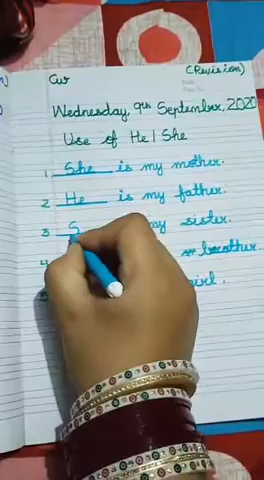 (Revision)
CW
Wednesday, 9th September, 2020
Use of He / She
1. She is my mother.
2. He is my father.
3. S my sister.
4 brother
girl.